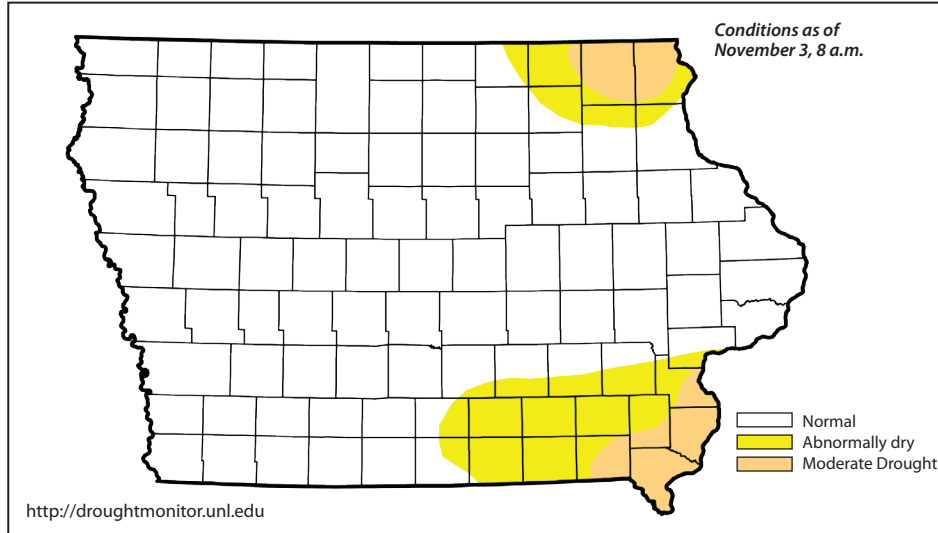 Conditions as of
November 3, 8 a.m.
Normal
Abnormally dry
Moderate Drought
http://droughtmonitor.unl.edu